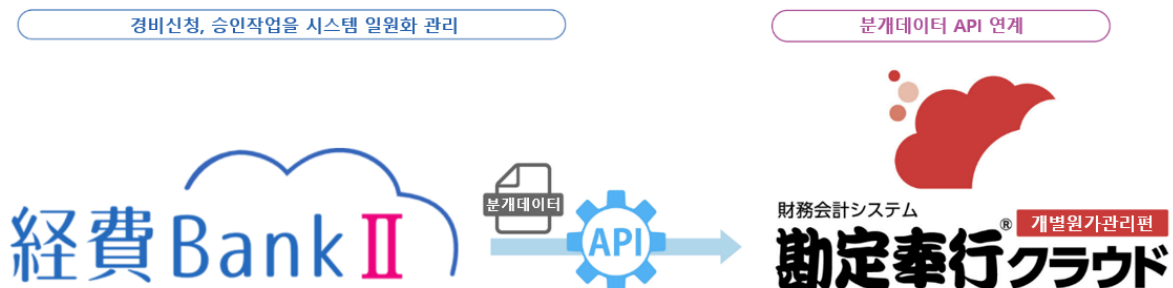 경비신청, 승인작업을 시스템 일원화 관리
분개데이터 API 연계
経費BankⅡ
분개데이터
API
財務会計システム
® 개별원가관리편
勘定奉行クラウド